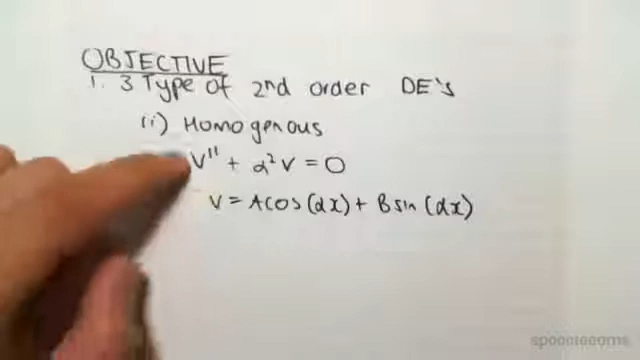 OBJECTIVE
1. 3 Type of 2nd order DE's
(i) Homogenous
V'' + α²V = 0
V = Acos(αx) + Bsin(αx)